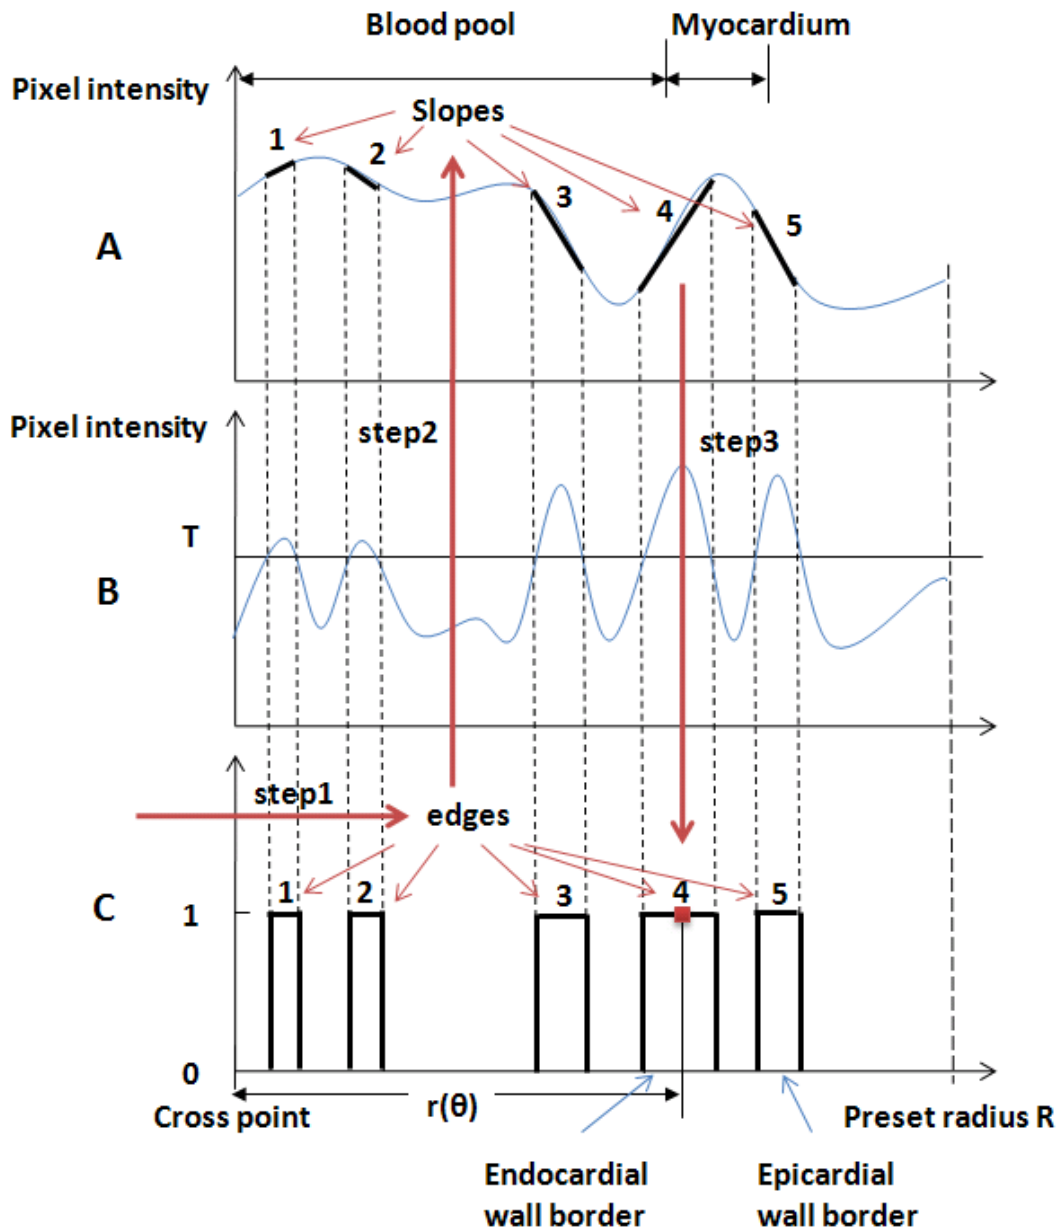 Blood pool
Myocardium
Pixel intensity
Slopes
1
2
3
4
5
A
Pixel intensity
step2
step3
T
B
step1
edges
1
2
3
4
5
C
1
0
r(θ)
Cross point
Preset radius R
Endocardial
wall border
Epicardial
wall border